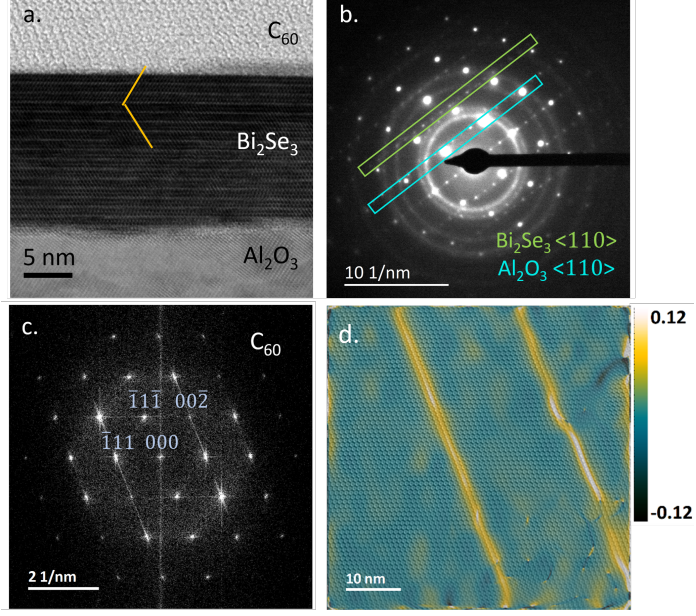 a.
C₆₀
Bi₂Se₃
5 nm
Al₂O₃
b.
Bi₂Se₃ <110>
Al₂O₃ <110>
10 1/nm
c.
C₆₀
1̅11̅ 002̅
1̅11 000
2 1/nm
d.
0.12
-0.12
10 nm